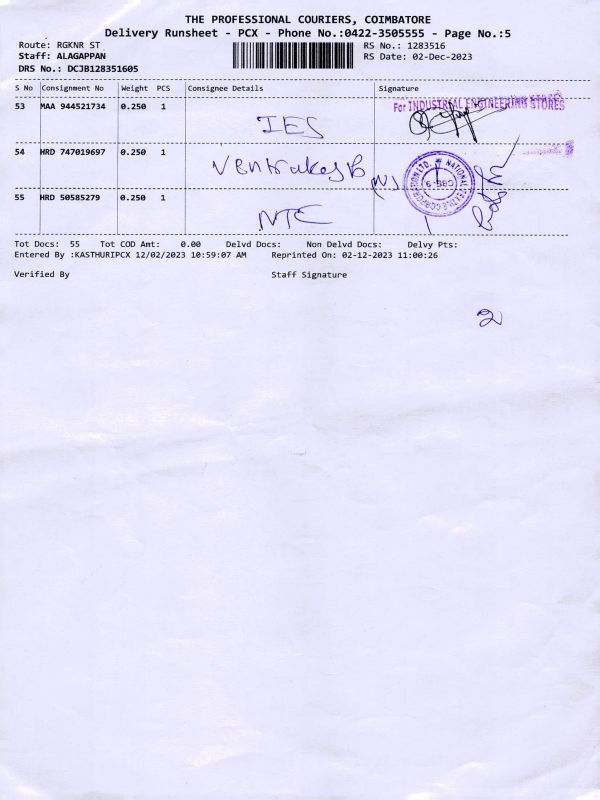 THE PROFESSIONAL COURIERS, COIMBATORE
Delivery Runsheet - PCX - Phone No.:0422-3505555 - Page No.:5
Route: RGKNR ST
RS No.: 1283516
Staff: ALAGAPPAN
RS Date: 02-Dec-2023
DRS No.: DCJB128351605
S No Consignment No Weight PCS Consignee Details Signature
53 MAA 944521734 0.250 1
For INDUSTRIAL ENGINEERING STORES
IES
54 HRD 747019697 0.250 1
55 HRD 50585279 0.250 1
NTC
Tot Docs: 55 Tot COD Amt: 0.00 Delvd Docs: Non Delvd Docs: Delvy Pts:
Entered By :KASTHURIPCX 12/02/2023 10:59:07 AM Reprinted On: 02-12-2023 11:00:26
Verified By Staff Signature
2